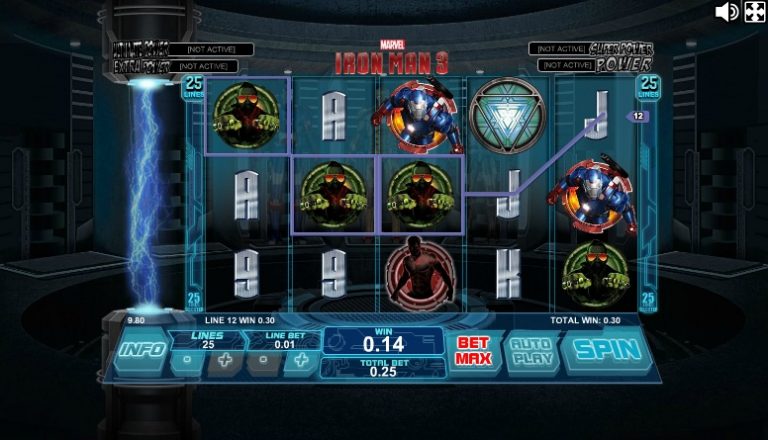 MINI POWER [NOT ACTIVE]
EXTRA POWER [NOT ACTIVE]
MARVEL
IRON MAN 3
[NOT ACTIVE] SUPER POWER
[NOT ACTIVE] POWER
25
LINES
25
LINES
A
J
12
A
J
9
9
K
25
25
9.80
LINE 12 WIN 0.30
TOTAL WIN: 0.30
INFO
LINES
25
- +
LINE BET
0.01
- +
WIN
0.14
TOTAL BET
0.25
BET
MAX
AUTO
PLAY
SPIN